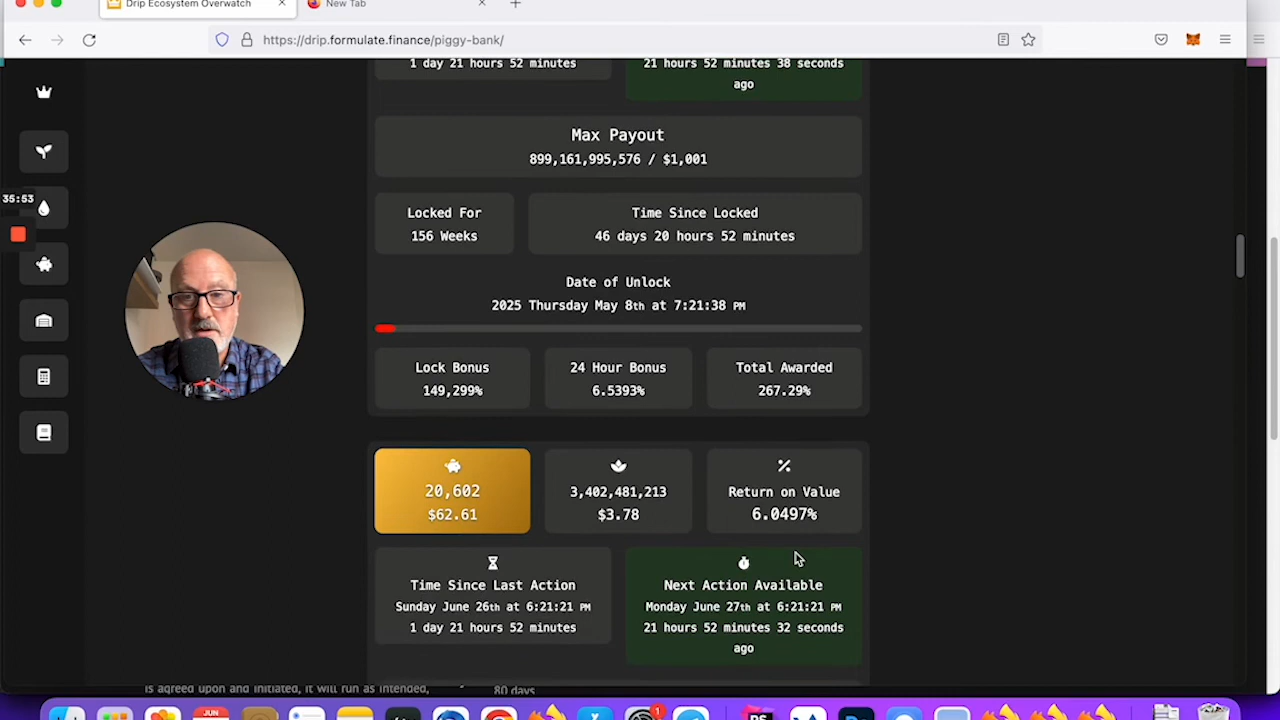 Drip Ecosystem Overwatch
New Tab
https://drip.formulate.finance/piggy-bank/
1 day 21 hours 52 minutes
21 hours 52 minutes 38 seconds
ago
Max Payout
899,161,995,576 / $1,001
35:53
Locked For
156 Weeks
Time Since Locked
46 days 20 hours 52 minutes
Date of Unlock
2025 Thursday May 8th at 7:21:38 PM
Lock Bonus
149,299%
24 Hour Bonus
6.5393%
Total Awarded
267.29%
20,602
$62.61
3,402,481,213
$3.78
Return on Value
6.0497%
Time Since Last Action
Sunday June 26th at 6:21:21 PM
1 day 21 hours 52 minutes
Next Action Available
Monday June 27th at 6:21:21 PM
21 hours 52 minutes 32 seconds
ago
is agreed upon and initiated, it will run as intended,
80 days
JUN
1